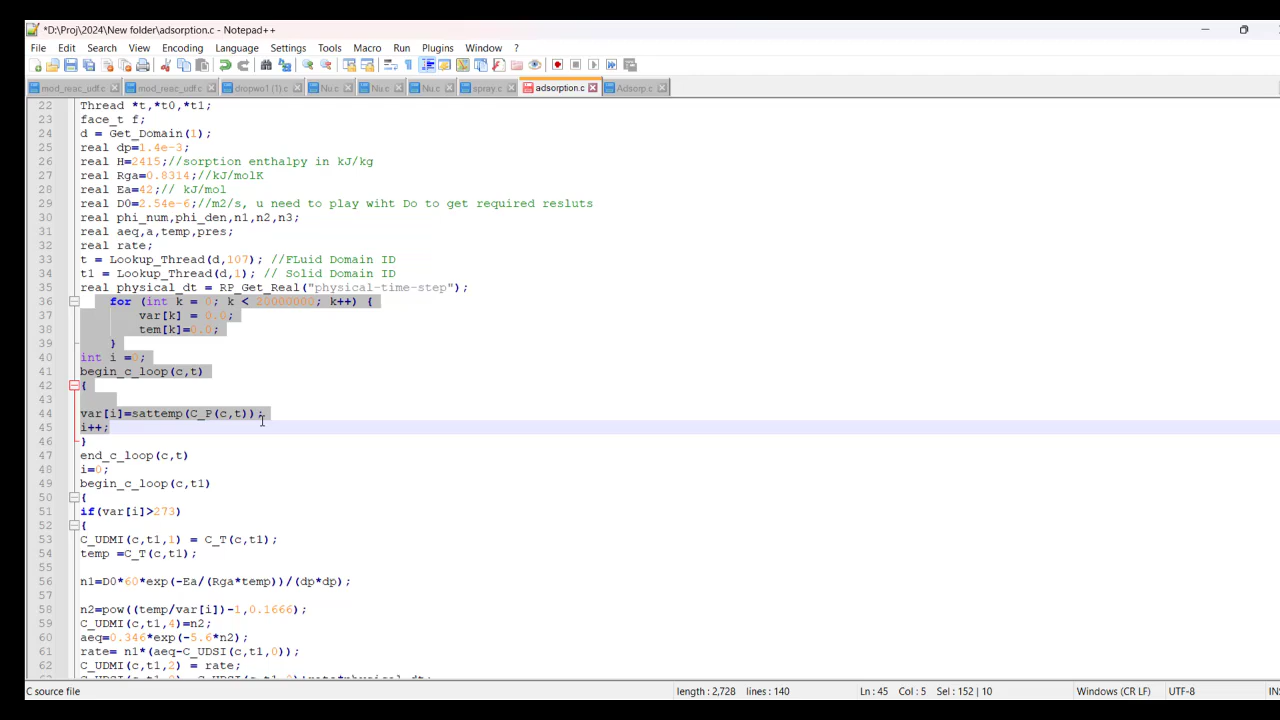 *D:\Proj\2024\New folder\adsorption.c - Notepad++
File Edit Search View Encoding Language Settings Tools Macro Run Plugins Window ?
mod_reac_udf.c mod_reac_udf.c dropwo1 (1).c Nu.c Nu.c Nu.c spray.c adsorption.c Adsorp.c
22 Thread *t,*t0,*t1;
23 face_t f;
24 d = Get_Domain(1);
25 real dp=1.4e-3;
26 real H=2415;//sorption enthalpy in kJ/kg
27 real Rga=0.8314;//kJ/molK
28 real Ea=42;// kJ/mol
29 real D0=2.54e-6;//m2/s, u need to play wiht Do to get required resluts
30 real phi_num,phi_den,n1,n2,n3;
31 real aeq,a,temp,pres;
32 real rate;
33 t = Lookup_Thread(d,107); //FLuid Domain ID
34 t1 = Lookup_Thread(d,1); // Solid Domain ID
35 real physical_dt = RP_Get_Real("physical-time-step");
36 for (int k = 0; k < 20000000; k++) {
37 var[k] = 0.0;
38 tem[k]=0.0;
39 }
40 int i =0;
41 begin_c_loop(c,t)
42 {
43
44 var[i]=sattemp(C_P(c,t));
45 i++;
46 }
47 end_c_loop(c,t)
48 i=0;
49 begin_c_loop(c,t1)
50 {
51 if(var[i]>273)
52 {
53 C_UDMI(c,t1,1) = C_T(c,t1);
54 temp =C_T(c,t1);
55
56 n1=D0*60*exp(-Ea/(Rga*temp))/(dp*dp);
57
58 n2=pow((temp/var[i])-1,0.1666);
59 C_UDMI(c,t1,4)=n2;
60 aeq=0.346*exp(-5.6*n2);
61 rate= n1*(aeq-C_UDSI(c,t1,0));
62 C_UDMI(c,t1,2) = rate;
C source file length : 2,728 lines : 140 Ln : 45 Col : 5 Sel : 152 | 10 Windows (CR LF) UTF-8 IN